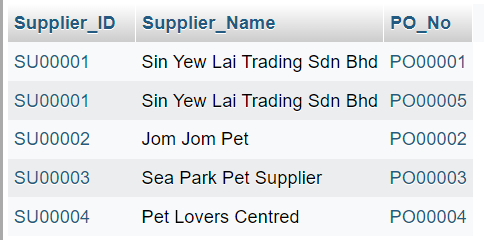 Supplier_ID Supplier_Name PO_No
SU00001 Sin Yew Lai Trading Sdn Bhd PO00001
SU00001 Sin Yew Lai Trading Sdn Bhd PO00005
SU00002 Jom Jom Pet PO00002
SU00003 Sea Park Pet Supplier PO00003
SU00004 Pet Lovers Centred PO00004